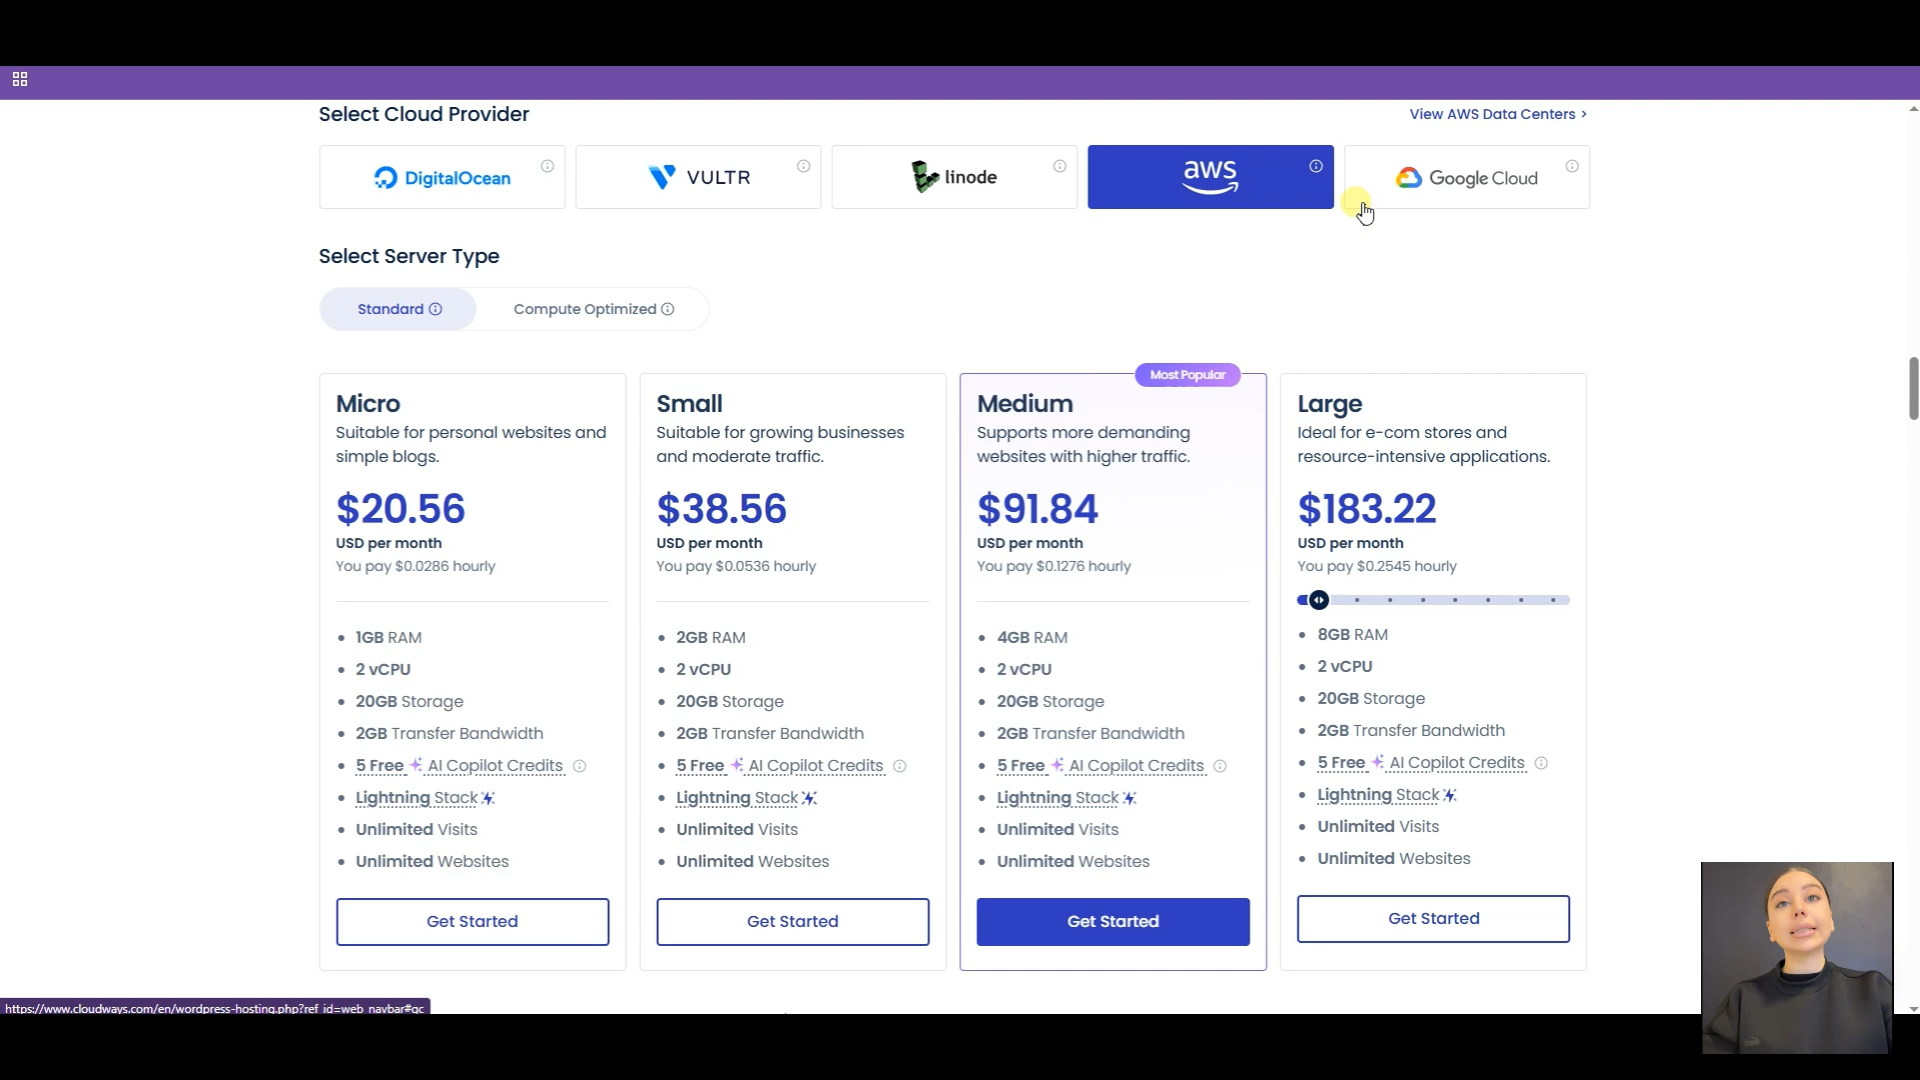 Select Cloud Provider
View AWS Data Centers >
DigitalOcean
VULTR
linode
aws
Google Cloud
Select Server Type
Standard
Compute Optimized
Most Popular
Micro
Suitable for personal websites and
simple blogs.
$20.56
USD per month
You pay $0.0286 hourly
1GB RAM
2 vCPU
20GB Storage
2GB Transfer Bandwidth
5 Free AI Copilot Credits
Lightning Stack
Unlimited Visits
Unlimited Websites
Get Started
Small
Suitable for growing businesses
and moderate traffic.
$38.56
USD per month
You pay $0.0536 hourly
2GB RAM
2 vCPU
20GB Storage
2GB Transfer Bandwidth
5 Free AI Copilot Credits
Lightning Stack
Unlimited Visits
Unlimited Websites
Get Started
Medium
Supports more demanding
websites with higher traffic.
$91.84
USD per month
You pay $0.1276 hourly
4GB RAM
2 vCPU
20GB Storage
2GB Transfer Bandwidth
5 Free AI Copilot Credits
Lightning Stack
Unlimited Visits
Unlimited Websites
Get Started
Large
Ideal for e-com stores and
resource-intensive applications.
$183.22
USD per month
You pay $0.2545 hourly
8GB RAM
2 vCPU
20GB Storage
2GB Transfer Bandwidth
5 Free AI Copilot Credits
Lightning Stack
Unlimited Visits
Unlimited Websites
Get Started
https://www.cloudways.com/en/wordpress-hosting.php?ref_id=web_navbar#gc